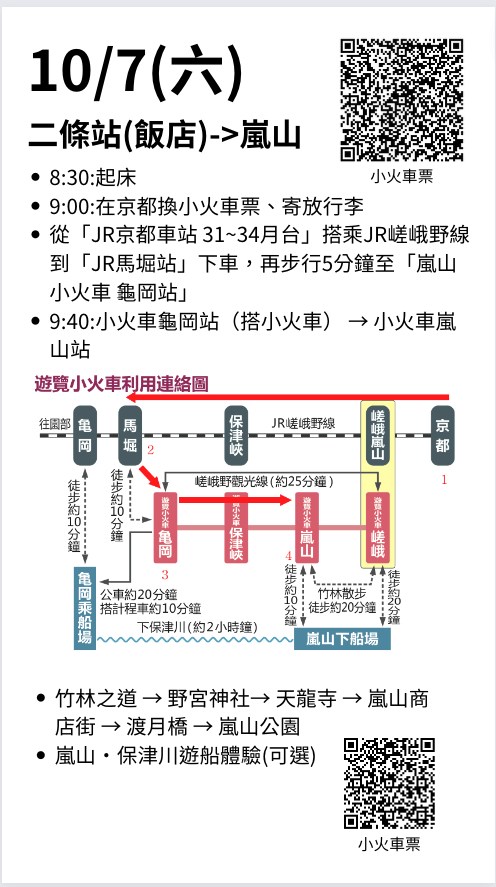 10/7(六)
二條站(飯店)->嵐山
小火車票
• 8:30:起床
• 9:00:在京都換小火車票、寄放行李
• 從「JR京都車站 31~34月台」搭乘JR嵯峨野線
到「JR馬堀站」下車，再步行5分鐘至「嵐山
小火車 龜岡站」
• 9:40:小火車龜岡站（搭小火車） → 小火車嵐
山站
遊覽小火車利用連絡圖
往園部
亀岡
馬堀
保津峡
JR嵯峨野線
嵯峨嵐山
京都
2
1
徒步約10分鐘
徒步約10分鐘
嵯峨野觀光線(約25分鐘)
遊覽小火車
亀岡
遊覽小火車
保津峡
遊覽小火車
嵐山
遊覽小火車
嵯峨
3
4
亀岡乘船場
公車約20分鐘
搭計程車約10分鐘
下保津川(約2小時鐘)
徒步約10分鐘
竹林散步
徒步約20分鐘
徒步約20分鐘
嵐山下船場
• 竹林之道 → 野宮神社→ 天龍寺 → 嵐山商
店街 → 渡月橋 → 嵐山公園
• 嵐山・保津川遊船體驗(可選)
小火車票